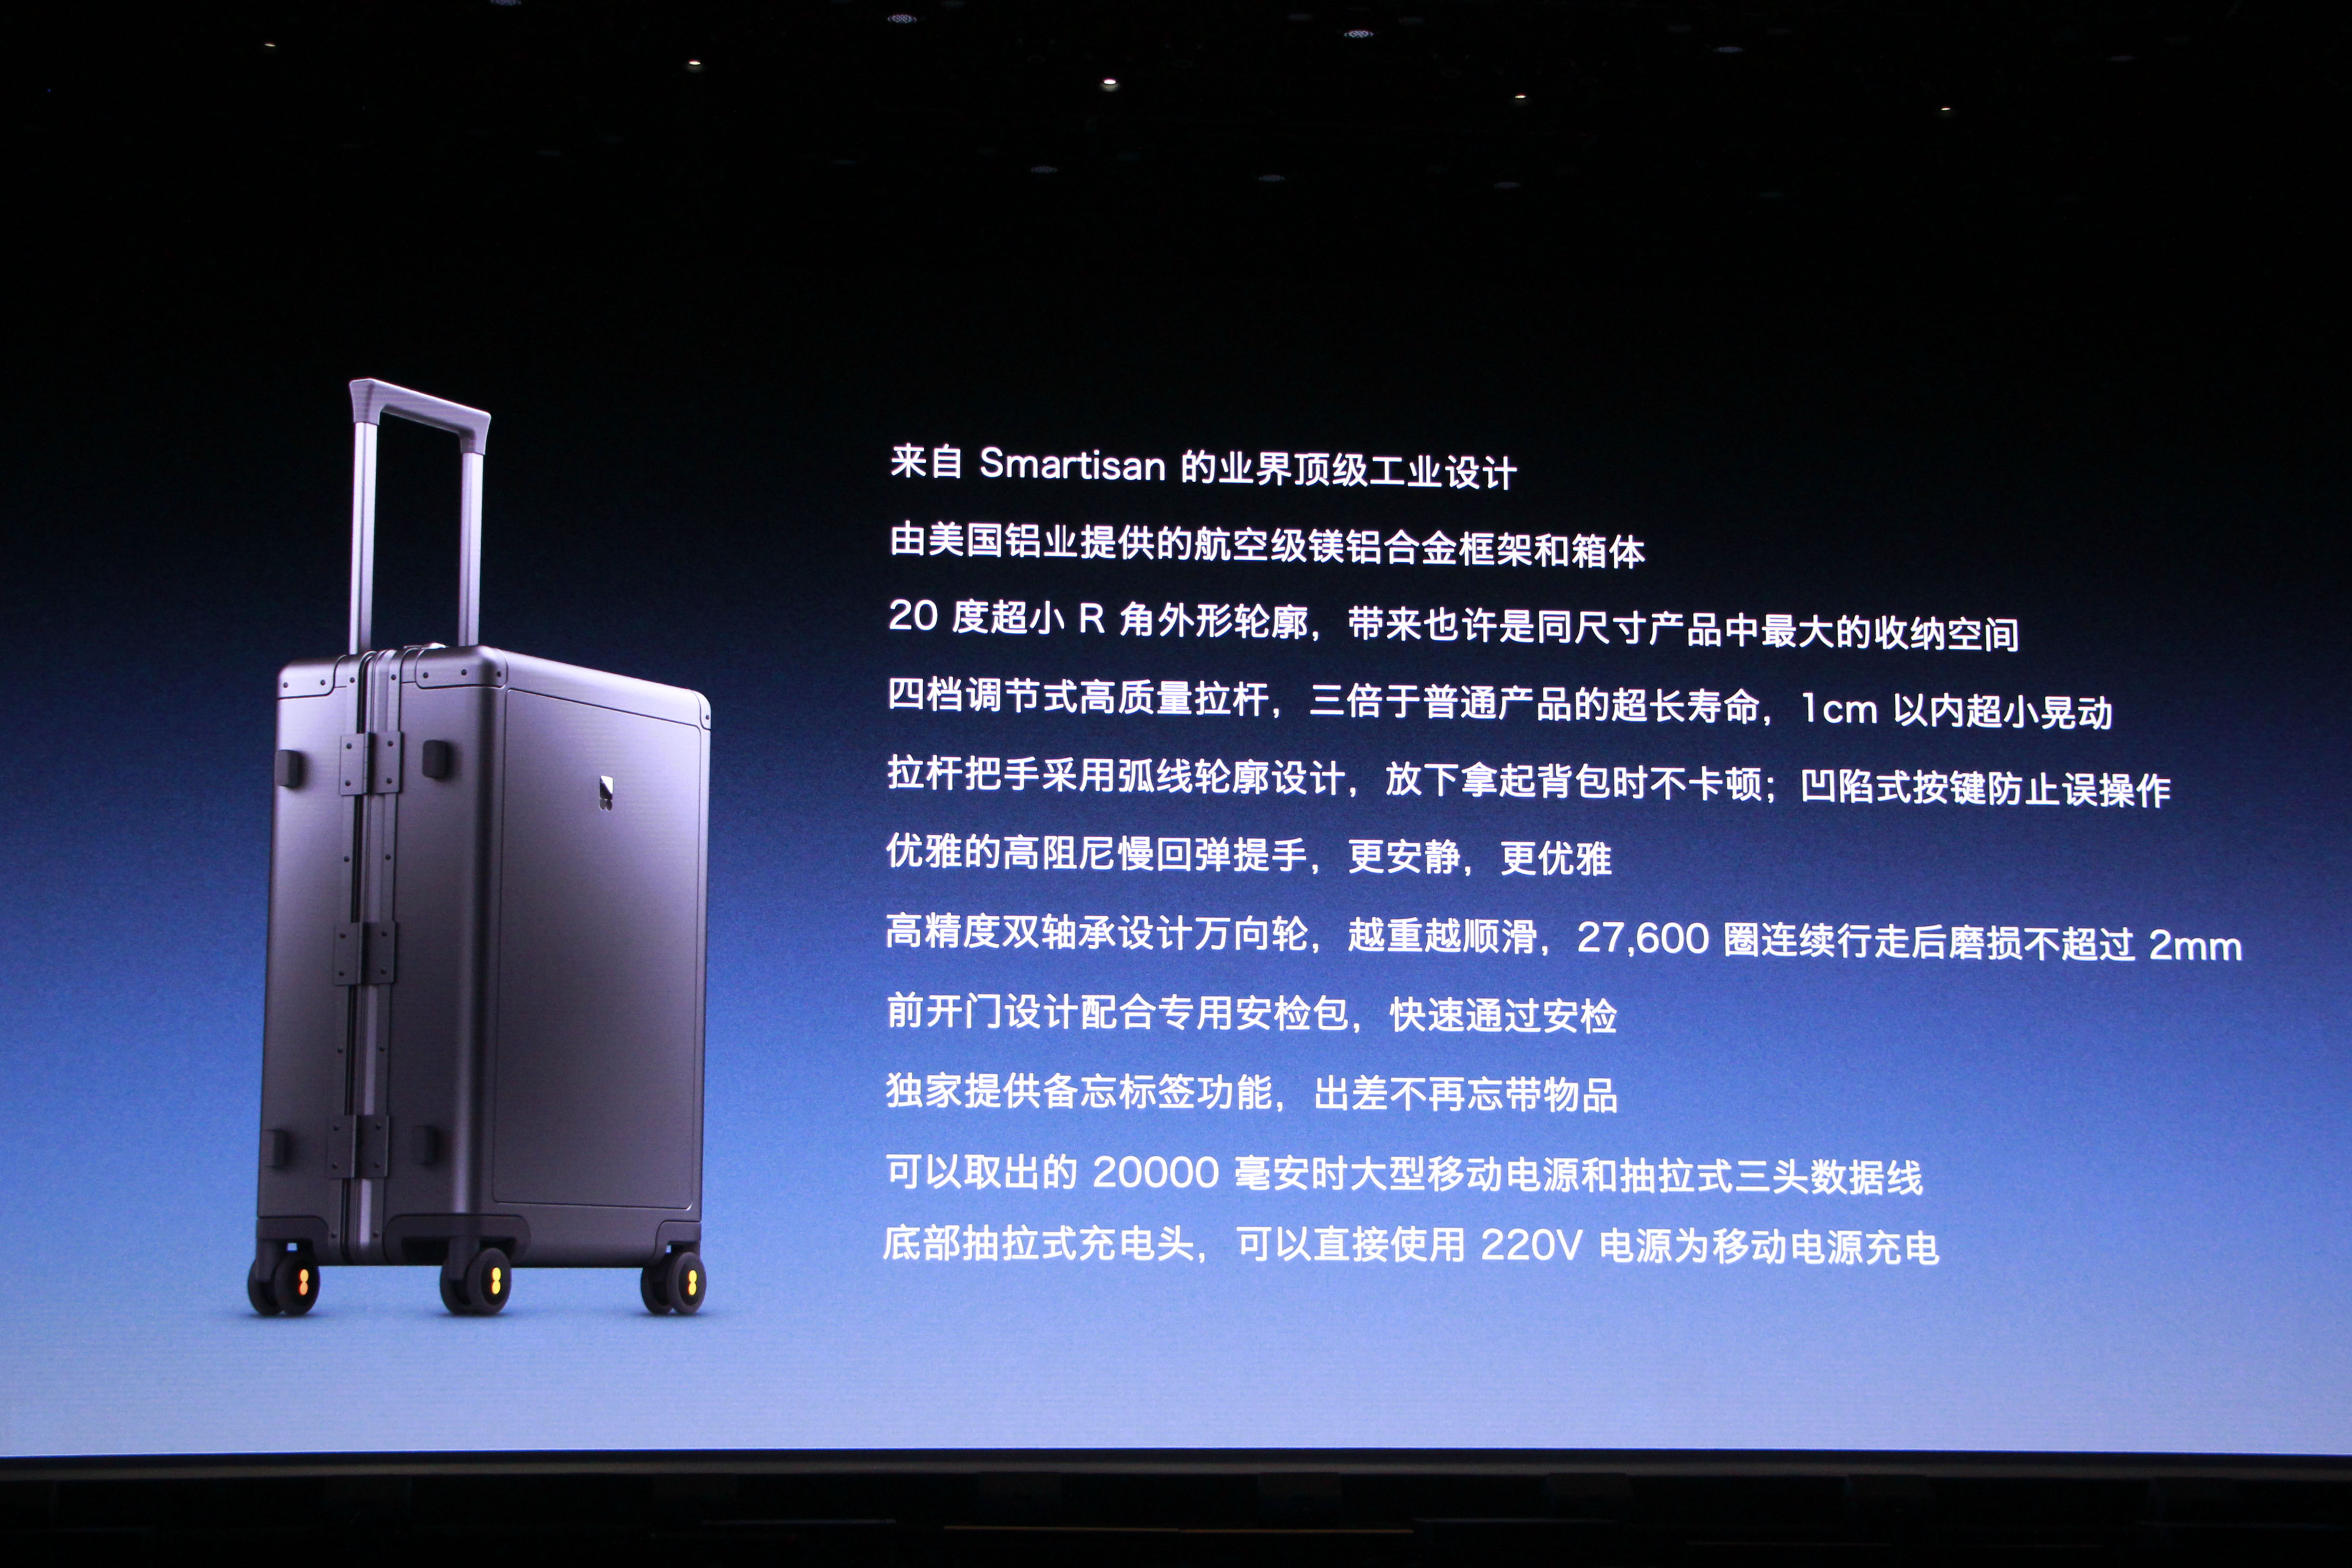 来自 Smartisan 的业界顶级工业设计
由美国铝业提供的航空级镁铝合金框架和箱体
20 度超小 R 角外形轮廓，带来也许是同尺寸产品中最大的收纳空间
四档调节式高质量拉杆，三倍于普通产品的超长寿命，1cm 以内超小晃动
拉杆把手采用弧线轮廓设计，放下拿起背包时不卡顿；凹陷式按键防止误操作
优雅的高阻尼慢回弹提手，更安静，更优雅
高精度双轴承设计万向轮，越重越顺滑，27,600 圈连续行走后磨损不超过 2mm
前开门设计配合专用安检包，快速通过安检
独家提供备忘标签功能，出差不再忘带物品
可以取出的 20000 毫安时大型移动电源和抽拉式三头数据线
底部抽拉式充电头，可以直接使用 220V 电源为移动电源充电